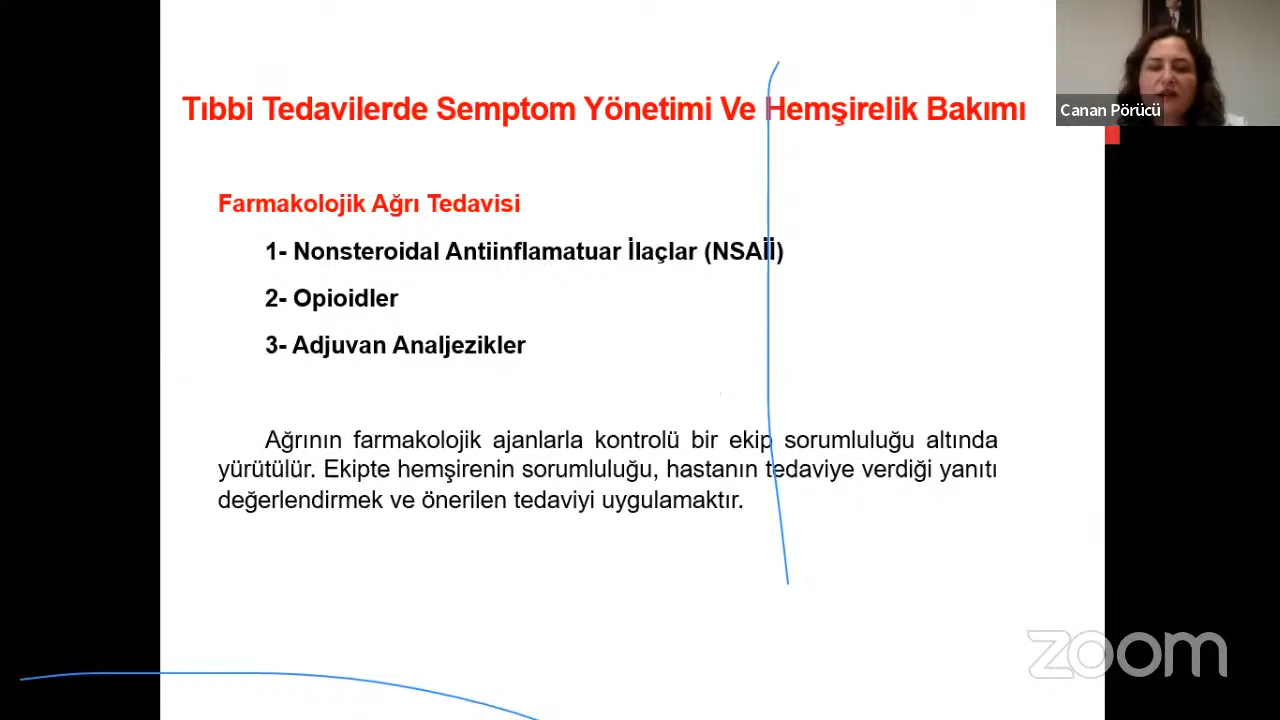 Tıbbi Tedavilerde Semptom Yönetimi Ve Hemşirelik Bakımı
Canan Pörücü
Farmakolojik Ağrı Tedavisi
1- Nonsteroidal Antiinflamatuar İlaçlar (NSAİİ)
2- Opioidler
3- Adjuvan Analjezikler
Ağrının farmakolojik ajanlarla kontrolü bir ekip sorumluluğu altında
yürütülür. Ekipte hemşirenin sorumluluğu, hastanın tedaviye verdiği yanıtı
değerlendirmek ve önerilen tedaviyi uygulamaktır.
zoom